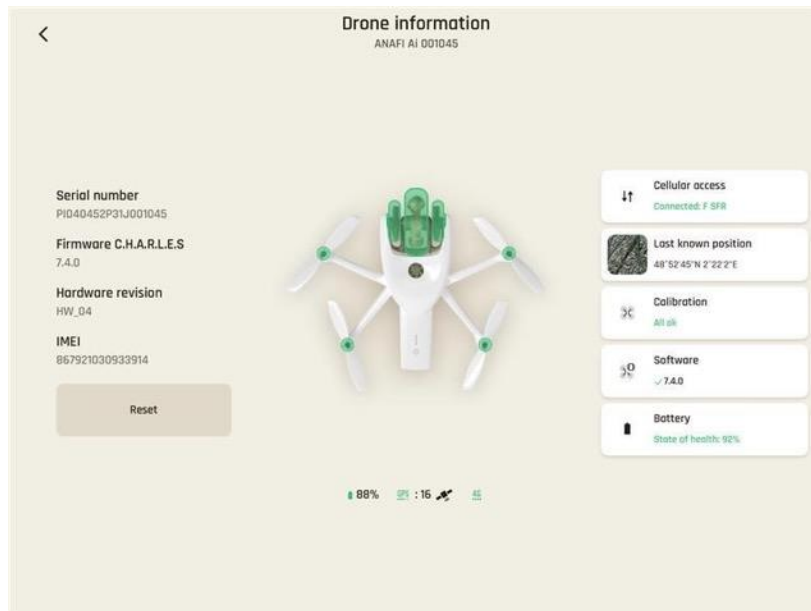 Drone information
ANAFI Ai 001045
Serial number
PI040452P31J001045
Firmware C.H.A.R.L.E.S
7.4.0
Hardware revision
HW_04
IMEI
867921030933914
Reset
Cellular access
Connected: F SFR
Last known position
48°52'45"N 2°22'2"E
Calibration
All ok
Software
7.4.0
Battery
State of health: 92%
88% GPS : 16 4G